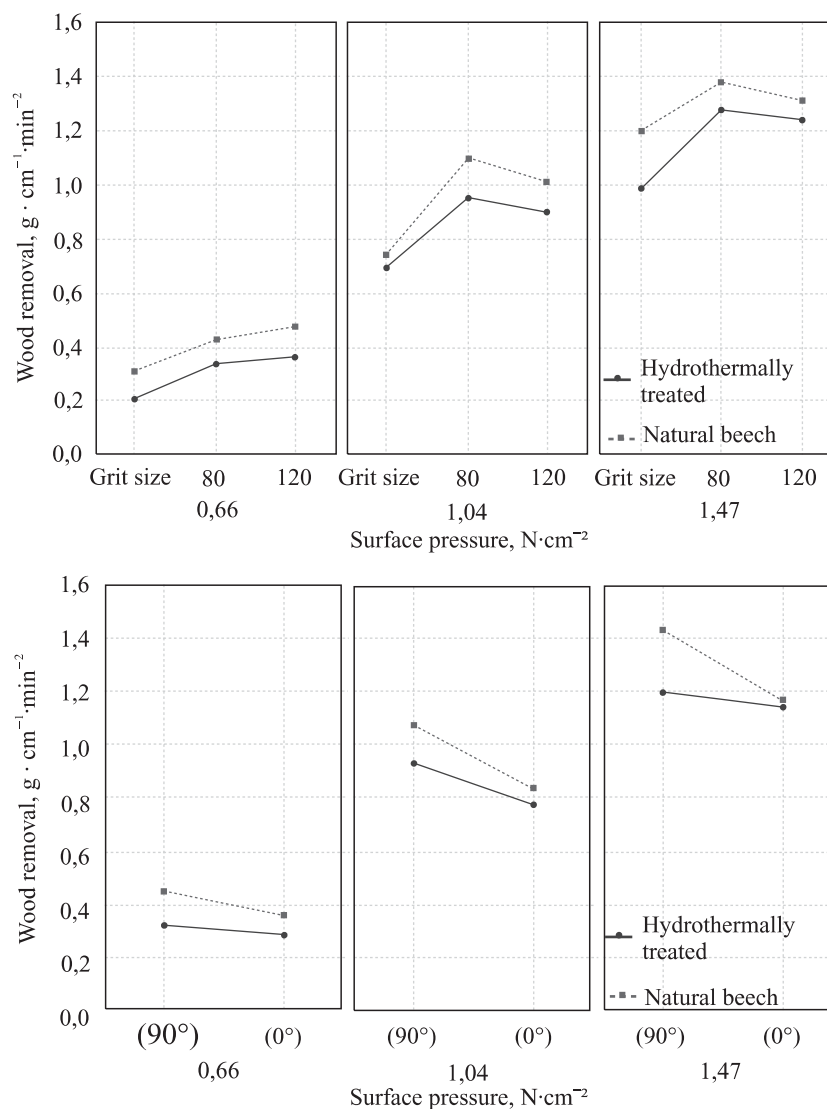 1,6
1,4
1,2
1,0
0,8
0,6
0,4
0,2
0,0
Wood removal, g · cm⁻¹·min⁻²
Hydrothermally
treated
Natural beech
Grit size 80 120 Grit size 80 120 Grit size 80 120
0,66 1,04 1,47
Surface pressure, N·cm⁻²
1,6
1,4
1,2
1,0
0,8
0,6
0,4
0,2
0,0
Wood removal, g · cm⁻¹·min⁻²
Hydrothermally
treated
Natural beech
(90°) (0°) (90°) (0°) (90°) (0°)
0,66 1,04 1,47
Surface pressure, N·cm⁻²